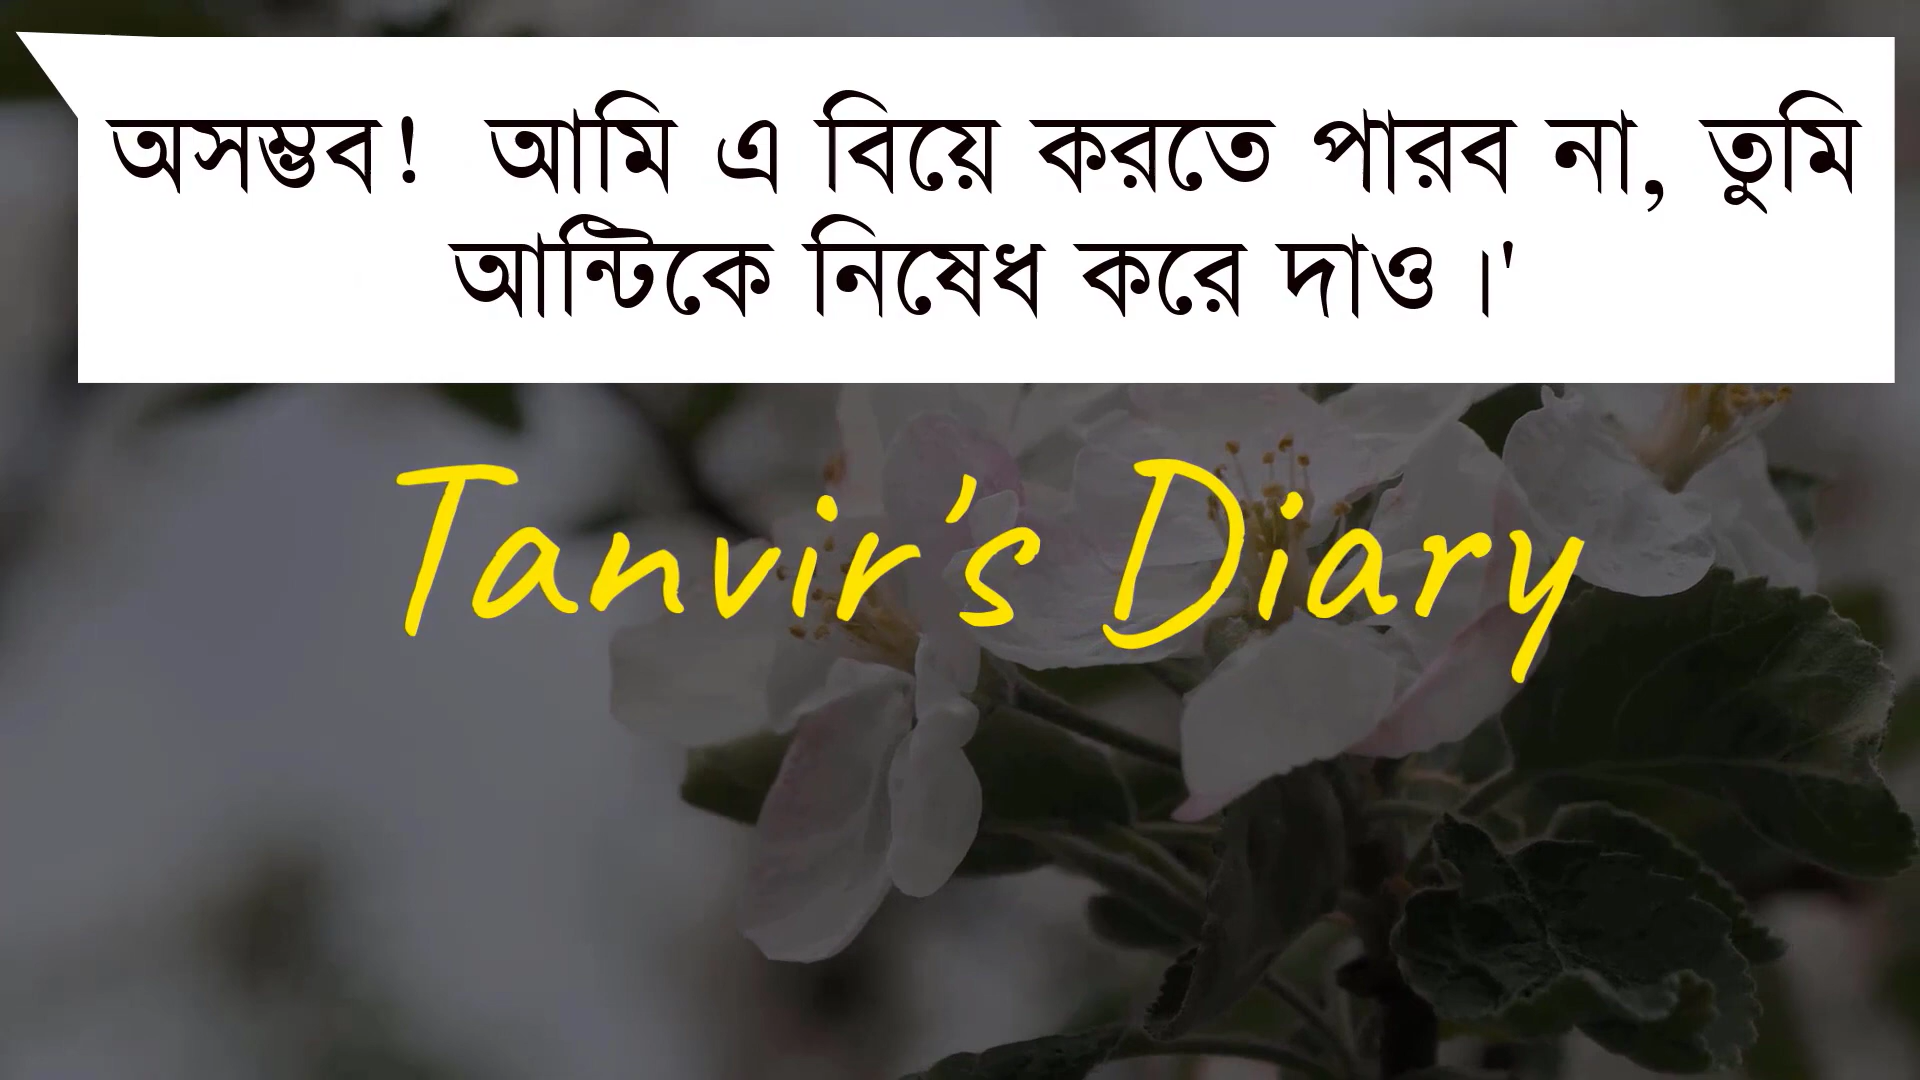 অসম্ভব! আমি এ বিয়ে করতে পারব না, তুমি
আন্টিকে নিষেধ করে দাও।'
Tanvir's Diary